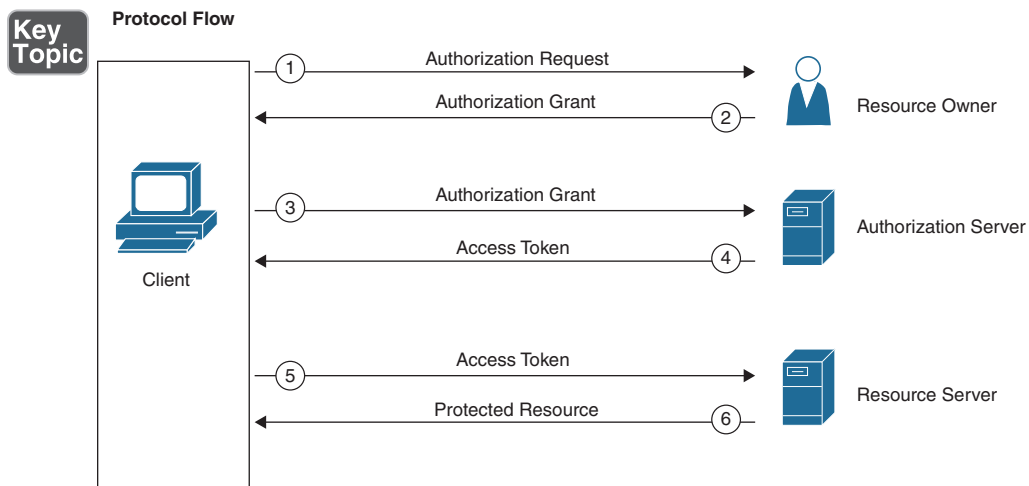 Key
Topic
Protocol Flow
1
Authorization Request
Authorization Grant
2
Resource Owner
3
Authorization Grant
Access Token
4
Authorization Server
Client
5
Access Token
Protected Resource
6
Resource Server